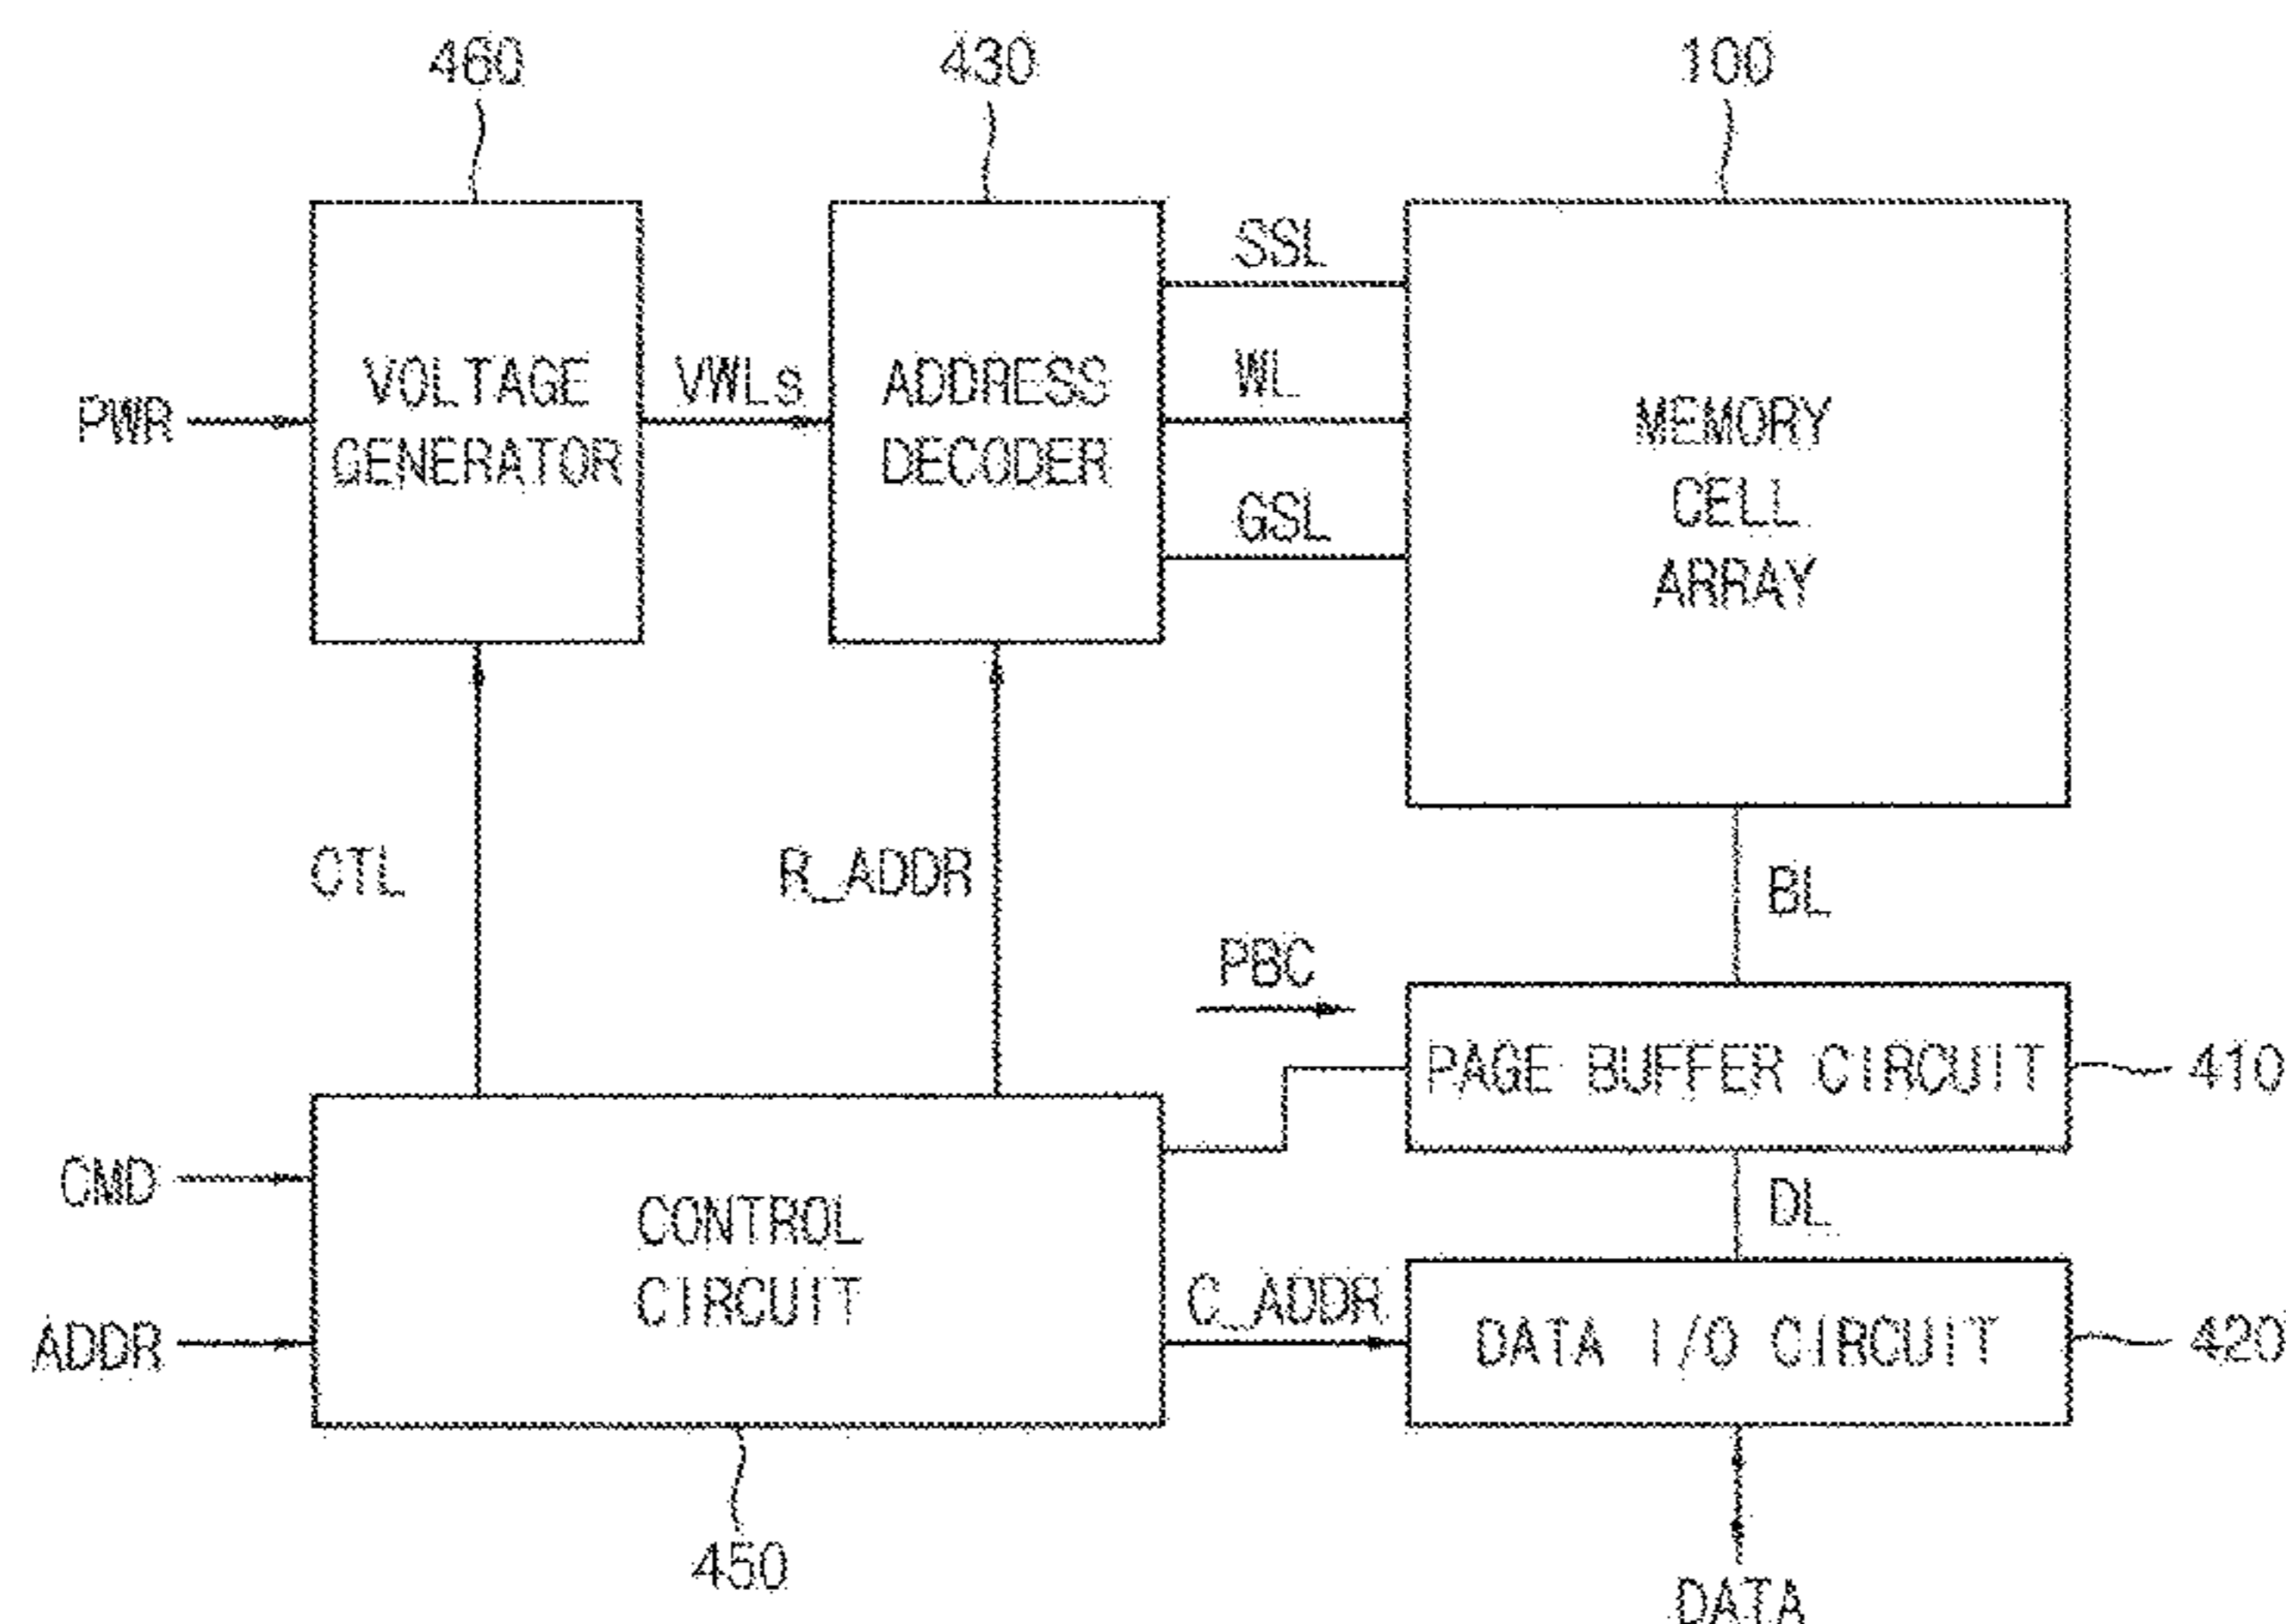 460
430
100
SSL
WL
GSL
PWR
VOLTAGE
GENERATOR
VWLs
ADDRESS
DECODER
MEMORY
CELL
ARRAY
CTL
R_ADDR
BL
PBC
PAGE BUFFER CIRCUIT
410
CMD
ADDR
CONTROL
CIRCUIT
DL
C_ADDR
DATA I/O CIRCUIT
420
450
DATA